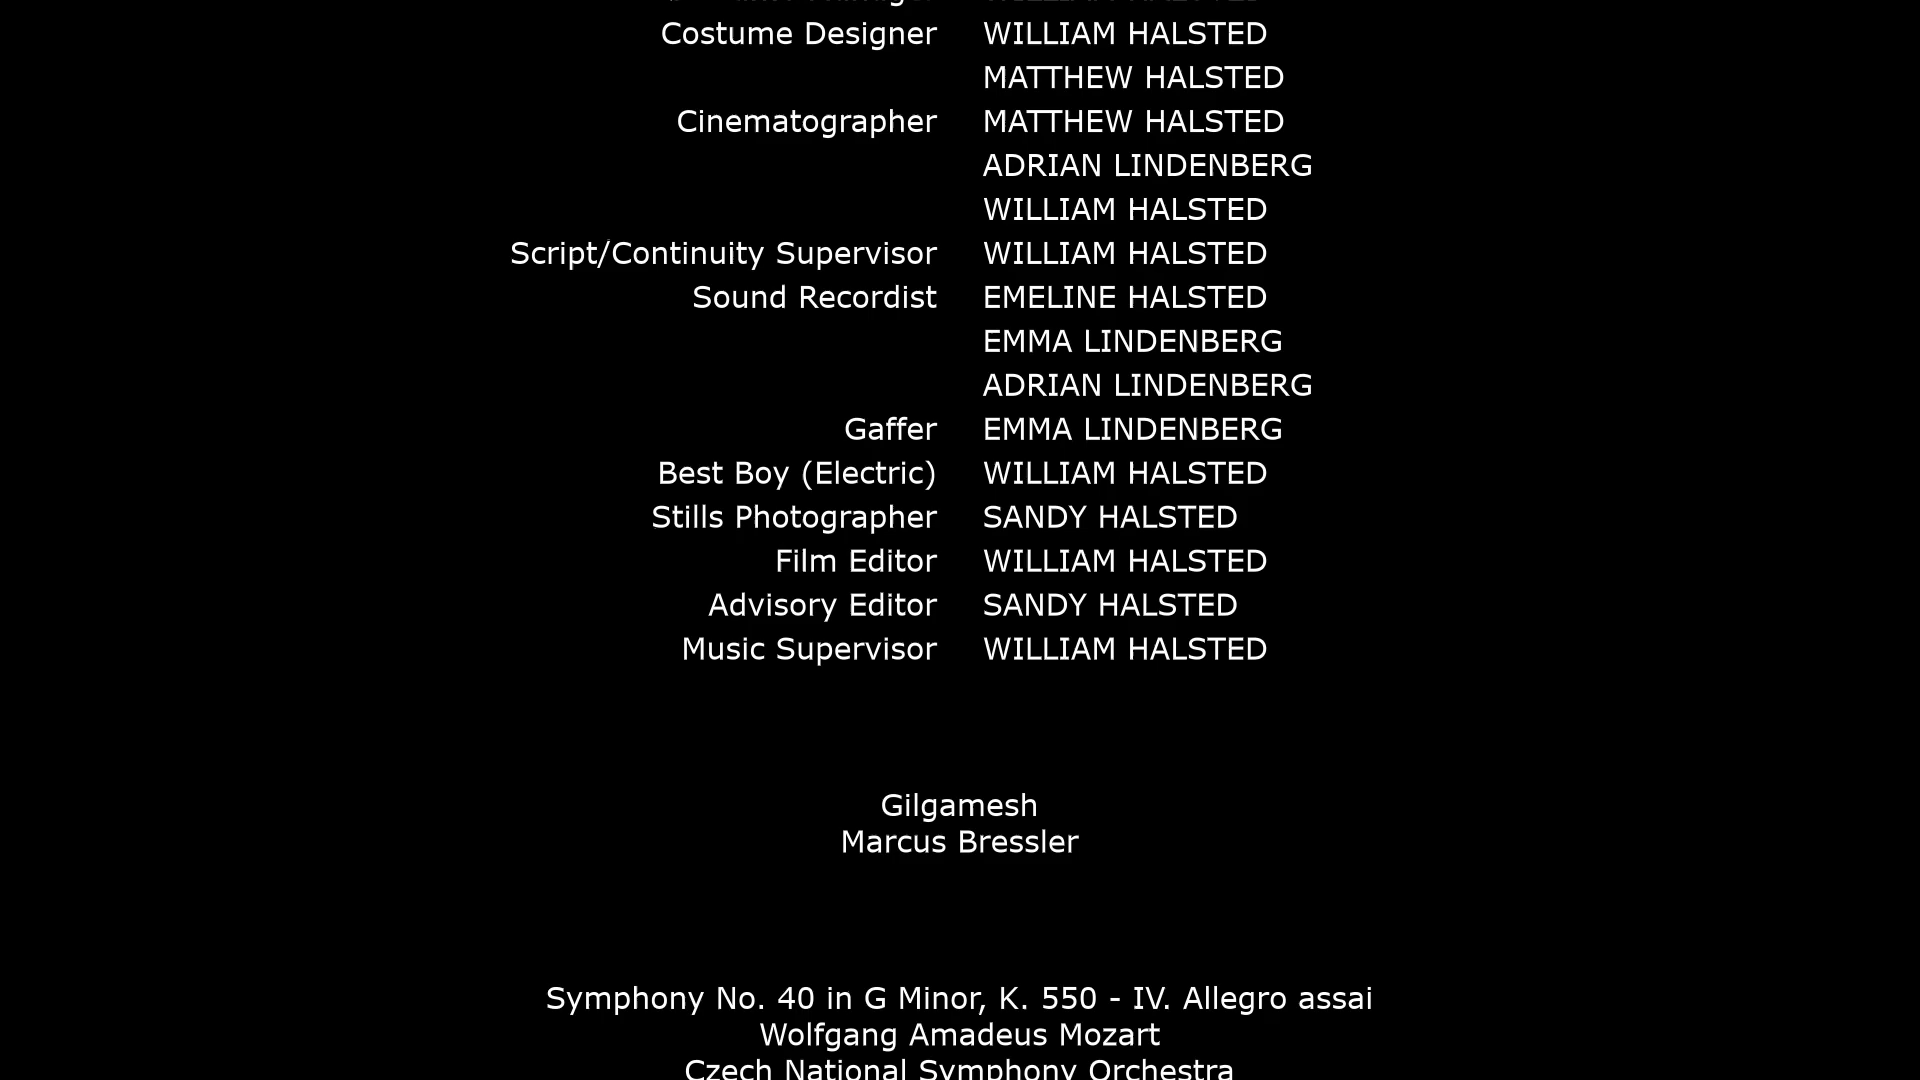 Costume Designer WILLIAM HALSTED
MATTHEW HALSTED
Cinematographer MATTHEW HALSTED
ADRIAN LINDENBERG
WILLIAM HALSTED
Script/Continuity Supervisor WILLIAM HALSTED
Sound Recordist EMELINE HALSTED
EMMA LINDENBERG
ADRIAN LINDENBERG
Gaffer EMMA LINDENBERG
Best Boy (Electric) WILLIAM HALSTED
Stills Photographer SANDY HALSTED
Film Editor WILLIAM HALSTED
Advisory Editor SANDY HALSTED
Music Supervisor WILLIAM HALSTED
Gilgamesh
Marcus Bressler
Symphony No. 40 in G Minor, K. 550 - IV. Allegro assai
Wolfgang Amadeus Mozart
Czech National Symphony Orchestra